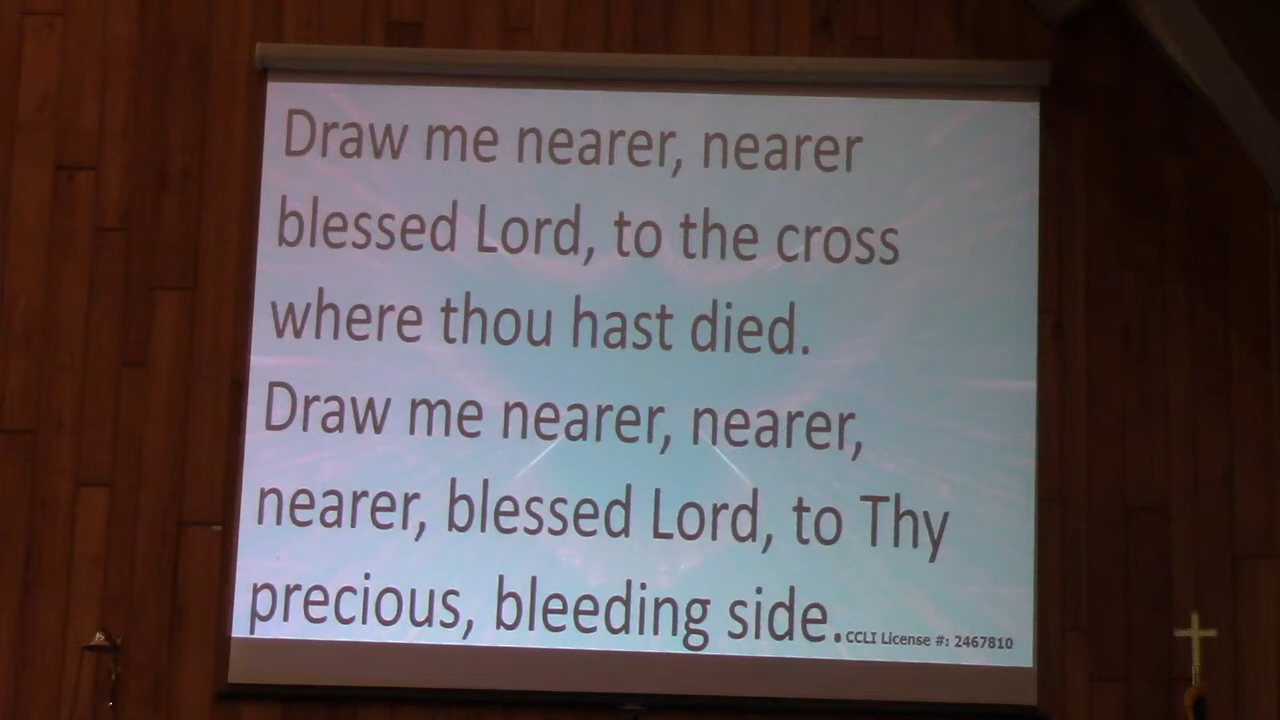 Draw me nearer, nearer
blessed Lord, to the cross
where thou hast died.
Draw me nearer, nearer,
nearer, blessed Lord, to Thy
precious, bleeding side.
CCLI License #: 2467810